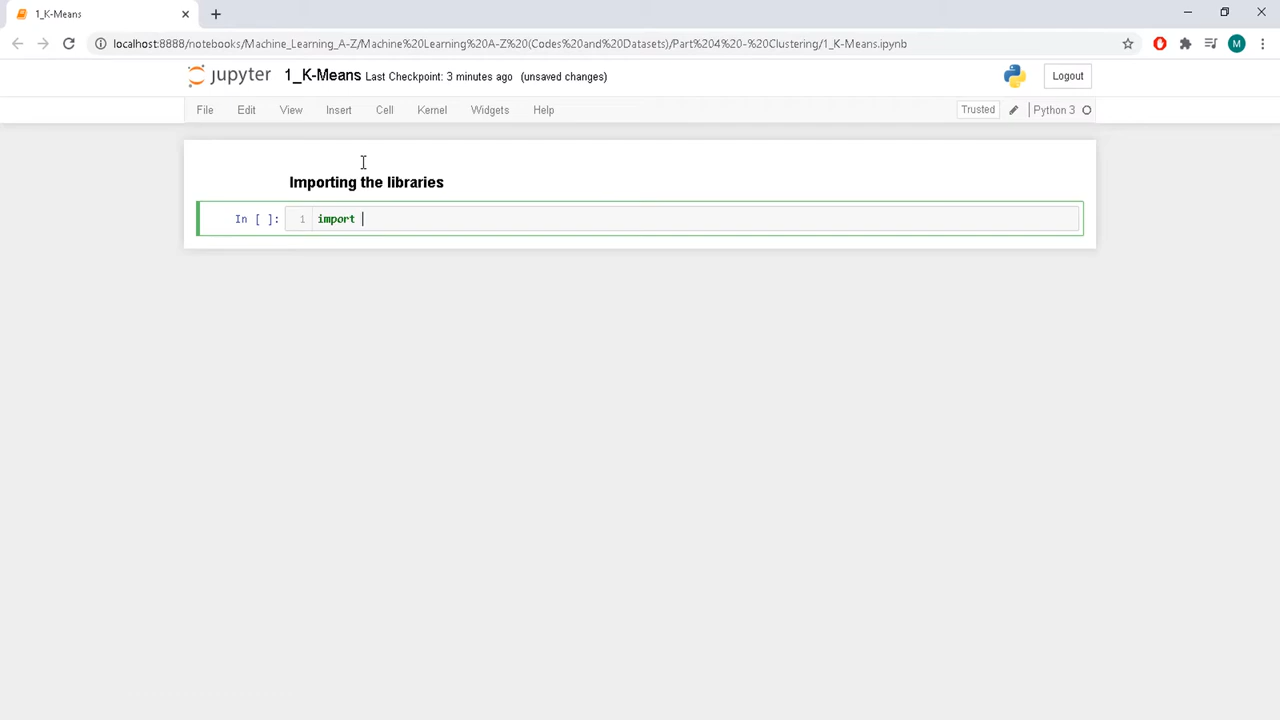 1_K-Means
localhost:8888/notebooks/Machine_Learning_A-Z/Machine%20Learning%20A-Z%20(Codes%20and%20Datasets)/Part%204%20-%20Clustering/1_K-Means.ipynb
M
jupyter 1_K-Means Last Checkpoint: 3 minutes ago (unsaved changes) Logout
File Edit View Insert Cell Kernel Widgets Help Trusted Python 3
Importing the libraries
In [ ]: 1 import